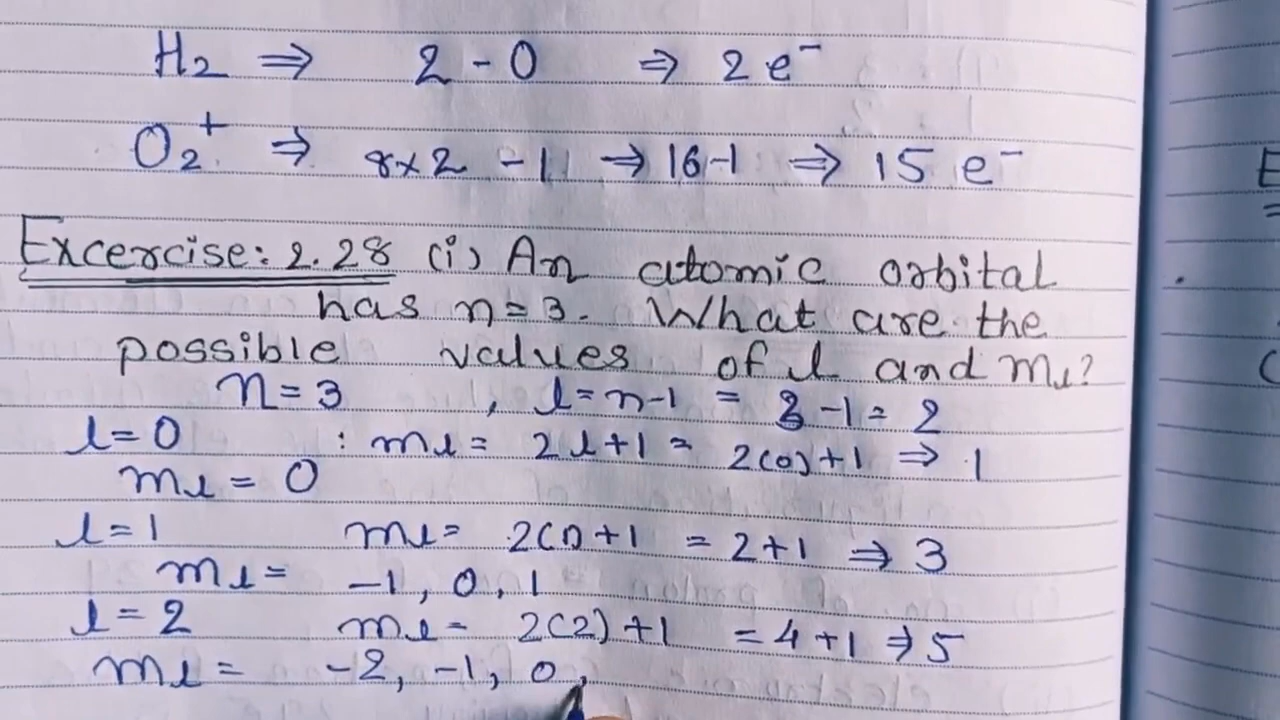 H2 ⇒ 2 - 0 ⇒ 2 e⁻
O2⁺ ⇒ 8×2 -1 → 16-1 ⇒ 15 e⁻
Excercise: 2.28 (i) An atomic orbital
has n=3. What are the
possible values of l and ml?
n=3 , l=n-1 = 3-1= 2
l=0 : ml= 2l+1= 2(0)+1 ⇒ 1
ml = 0
l=1 ml= 2(1)+1 = 2+1 ⇒ 3
ml= -1, 0, 1
l=2 ml= 2(2)+1 =4+1 ⇒ 5
ml= -2, -1, 0,